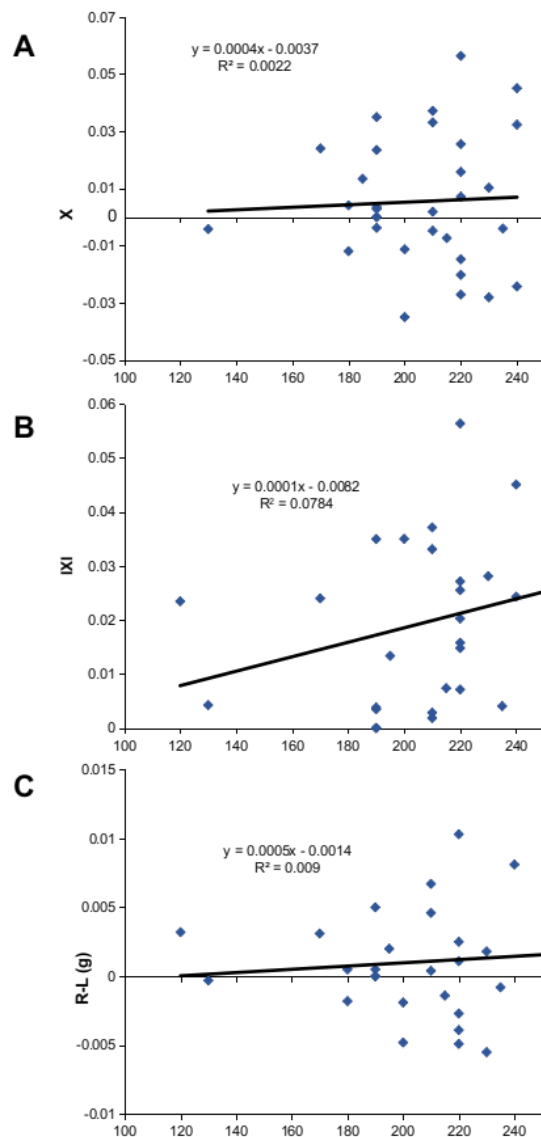 A
0.07
y = 0.0004x - 0.0037
R² = 0.0022
0.05
0.03
0.01
0
X
-0.01
-0.03
-0.05
100 120 140 160 180 200 220 240
B
0.06
y = 0.0001x - 0.0082
R² = 0.0784
0.05
0.04
0.03
IXI
0.02
0.01
0
100 120 140 160 180 200 220 240
C
0.015
y = 0.0005x - 0.0014
R² = 0.009
0.01
0.005
0
R-L (g)
-0.005
-0.01
100 120 140 160 180 200 220 240